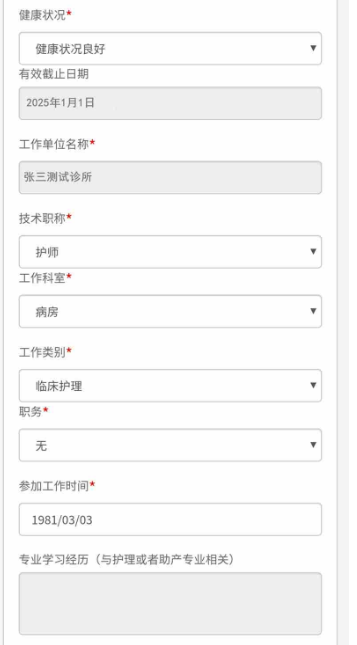 健康状况*
健康状况良好
有效截止日期
2025年1月1日
工作单位名称*
张三测试诊所
技术职称*
护师
工作科室*
病房
工作类别*
临床护理
职务*
无
参加工作时间*
1981/03/03
专业学习经历（与护理或者助产专业相关）